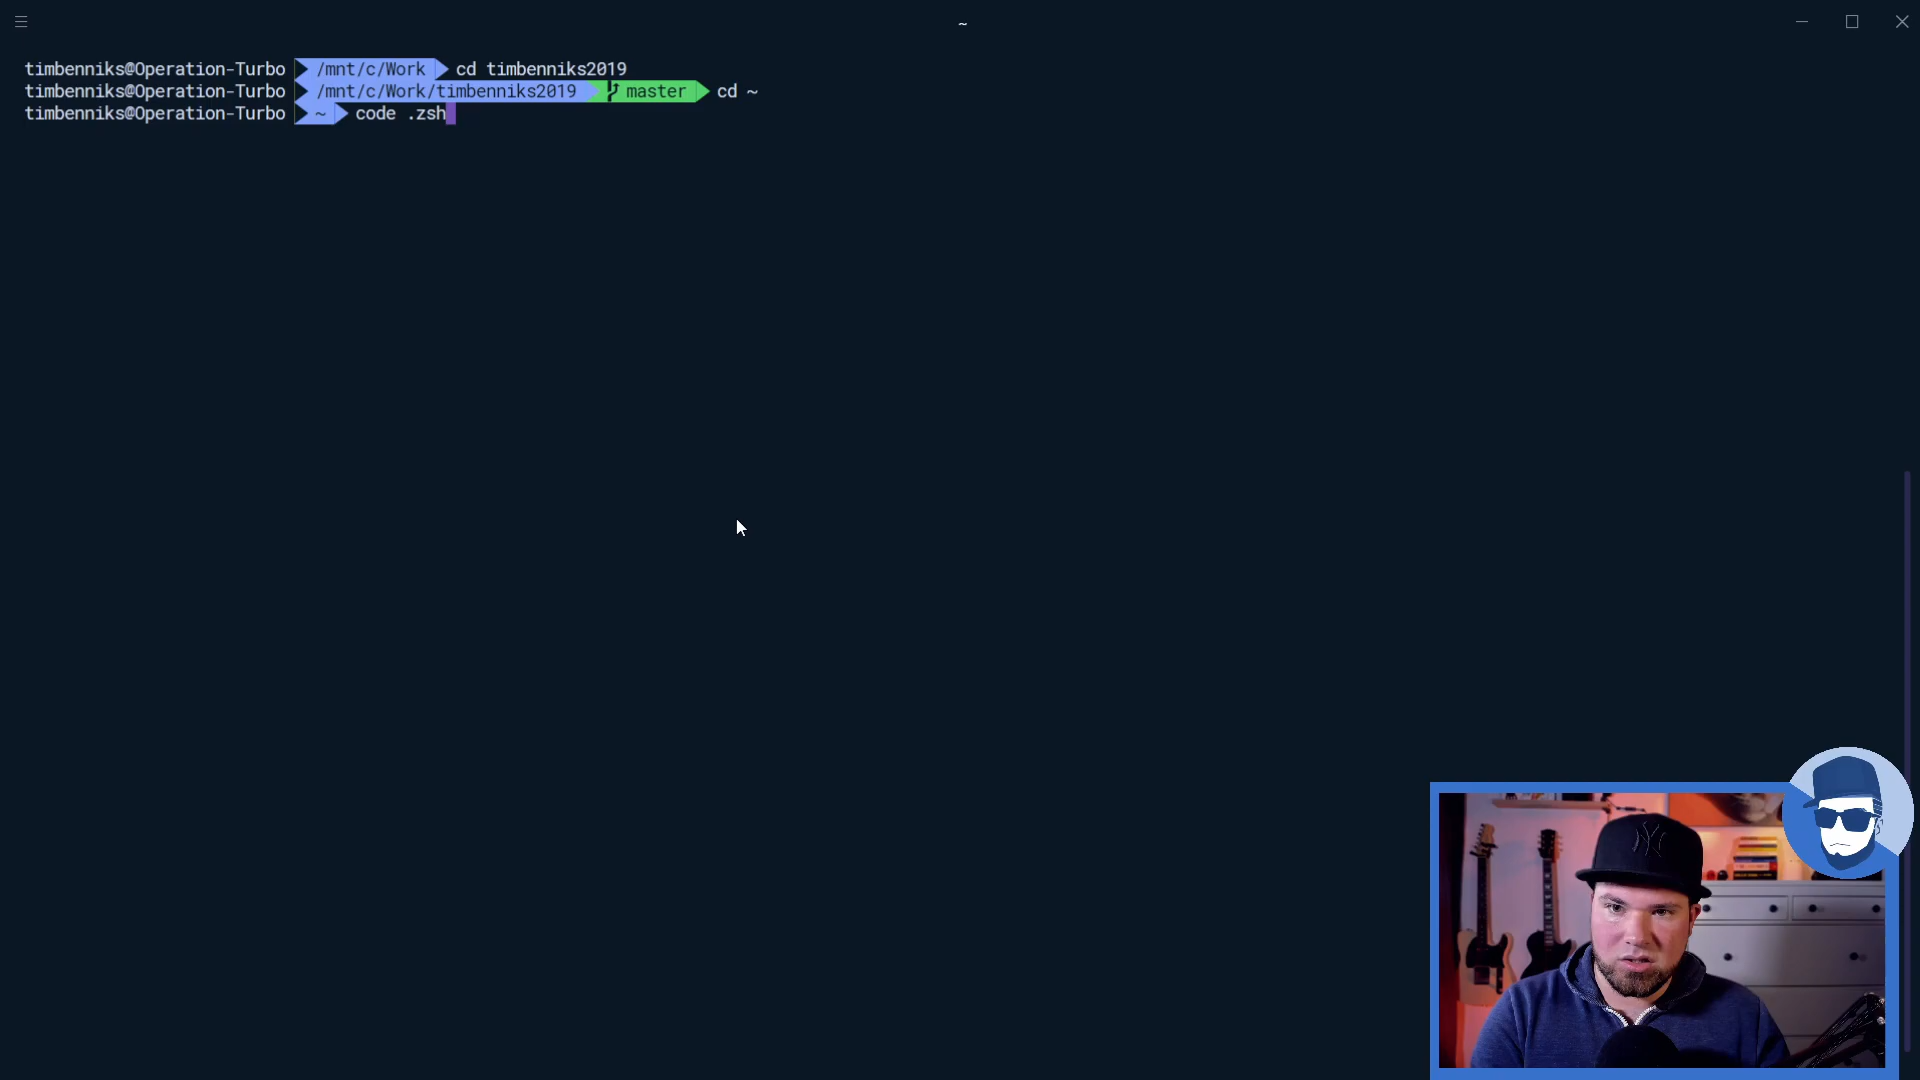 ~
timbenniks@Operation-Turbo /mnt/c/Work cd timbenniks2019
timbenniks@Operation-Turbo /mnt/c/Work/timbenniks2019 master cd ~
timbenniks@Operation-Turbo ~ code .zsh